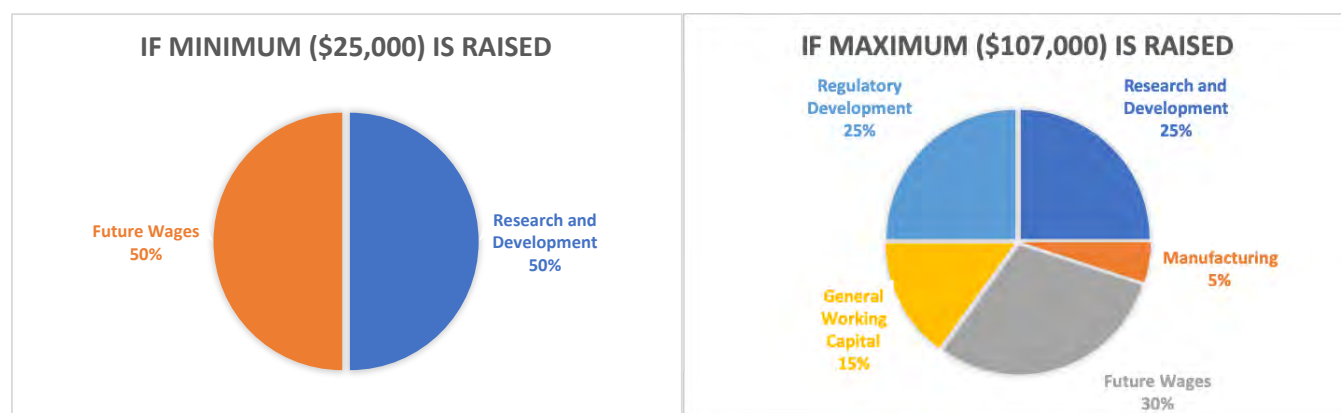 IF MINIMUM ($25,000) IS RAISED
Future Wages
50%
Research and
Development
50%
IF MAXIMUM ($107,000) IS RAISED
Regulatory
Development
25%
Research and
Development
25%
Manufacturing
5%
General
Working
Capital
15%
Future Wages
30%